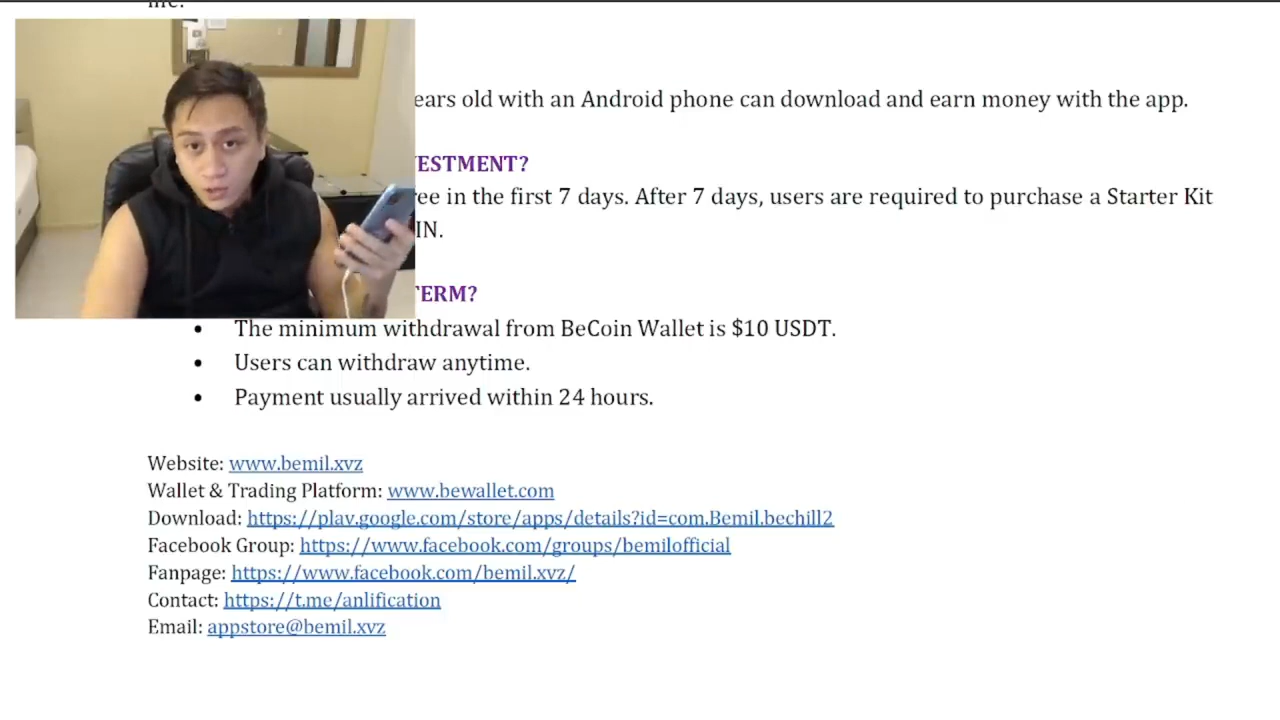 ears old with an Android phone can download and earn money with the app.
ESTMENT?
ee in the first 7 days. After 7 days, users are required to purchase a Starter Kit
IN.
TERM?
• The minimum withdrawal from BeCoin Wallet is $10 USDT.
• Users can withdraw anytime.
• Payment usually arrived within 24 hours.
Website: www.bemil.xyz
Wallet & Trading Platform: www.bewallet.com
Download: https://play.google.com/store/apps/details?id=com.Bemil.bechill2
Facebook Group: https://www.facebook.com/groups/bemilofficial
Fanpage: https://www.facebook.com/bemil.xyz/
Contact: https://t.me/anlification
Email: appstore@bemil.xyz